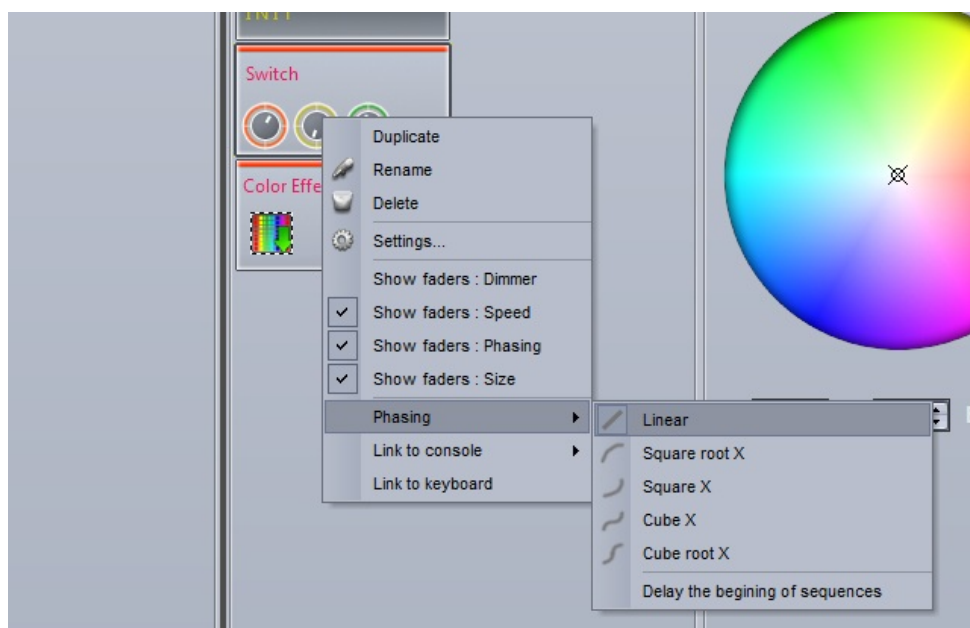 INIT
Switch
Color Effe
Duplicate
Rename
Delete
Settings...
Show faders : Dimmer
Show faders : Speed
Show faders : Phasing
Show faders : Size
Phasing
Link to console
Link to keyboard
Linear
Square root X
Square X
Cube X
Cube root X
Delay the begining of sequences